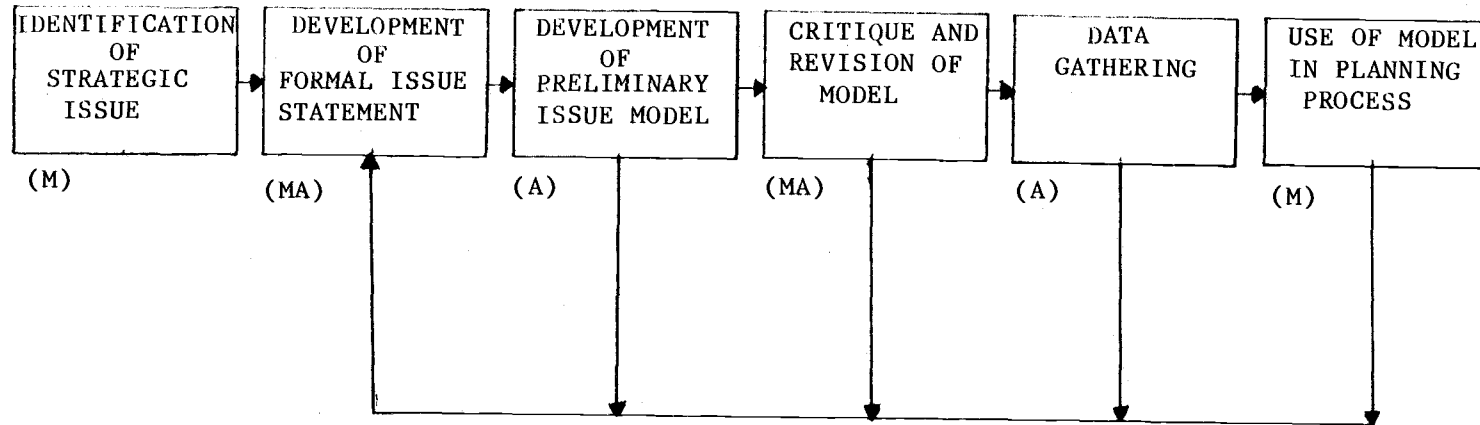 IDENTIFICATION
OF
STRATEGIC
ISSUE
(M)
DEVELOPMENT
OF
FORMAL ISSUE
STATEMENT
(MA)
DEVELOPMENT
OF
PRELIMINARY
ISSUE MODEL
(A)
CRITIQUE AND
REVISION OF
MODEL
(MA)
DATA
GATHERING
(A)
USE OF MODEL
IN PLANNING
PROCESS
(M)